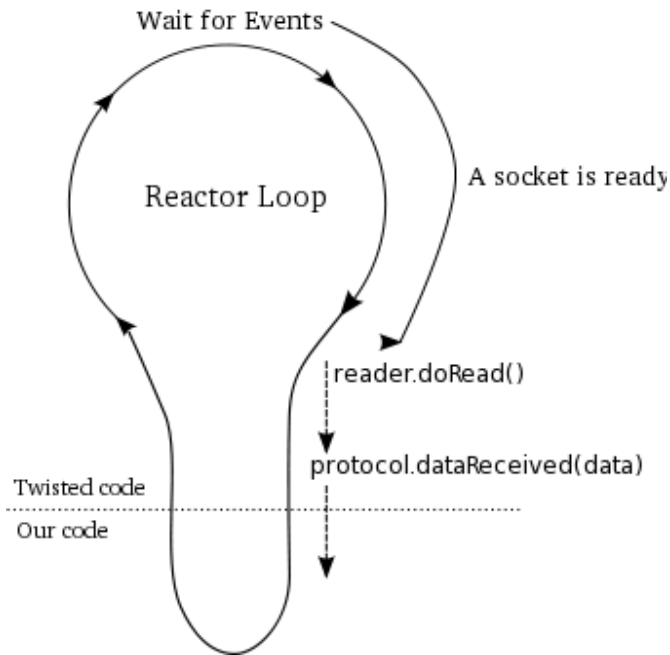 Wait for Events
A socket is ready
Reactor Loop
reader.doRead()
protocol.dataReceived(data)
Twisted code
Our code